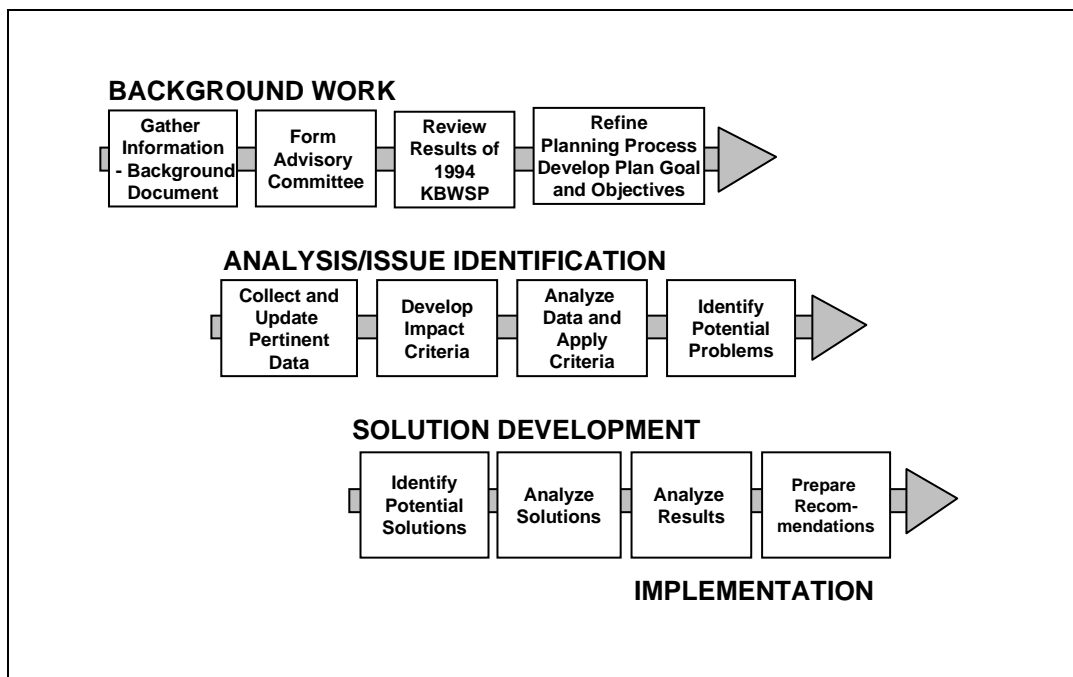 BACKGROUND WORK
Gather
Information
- Background
Document
Form
Advisory
Committee
Review
Results of
1994
KBWSP
Refine
Planning Process
Develop Plan Goal
and Objectives
ANALYSIS/ISSUE IDENTIFICATION
Collect and
Update
Pertinent
Data
Develop
Impact
Criteria
Analyze
Data and
Apply
Criteria
Identify
Potential
Problems
SOLUTION DEVELOPMENT
Identify
Potential
Solutions
Analyze
Solutions
Analyze
Results
Prepare
Recom-
mendations
IMPLEMENTATION